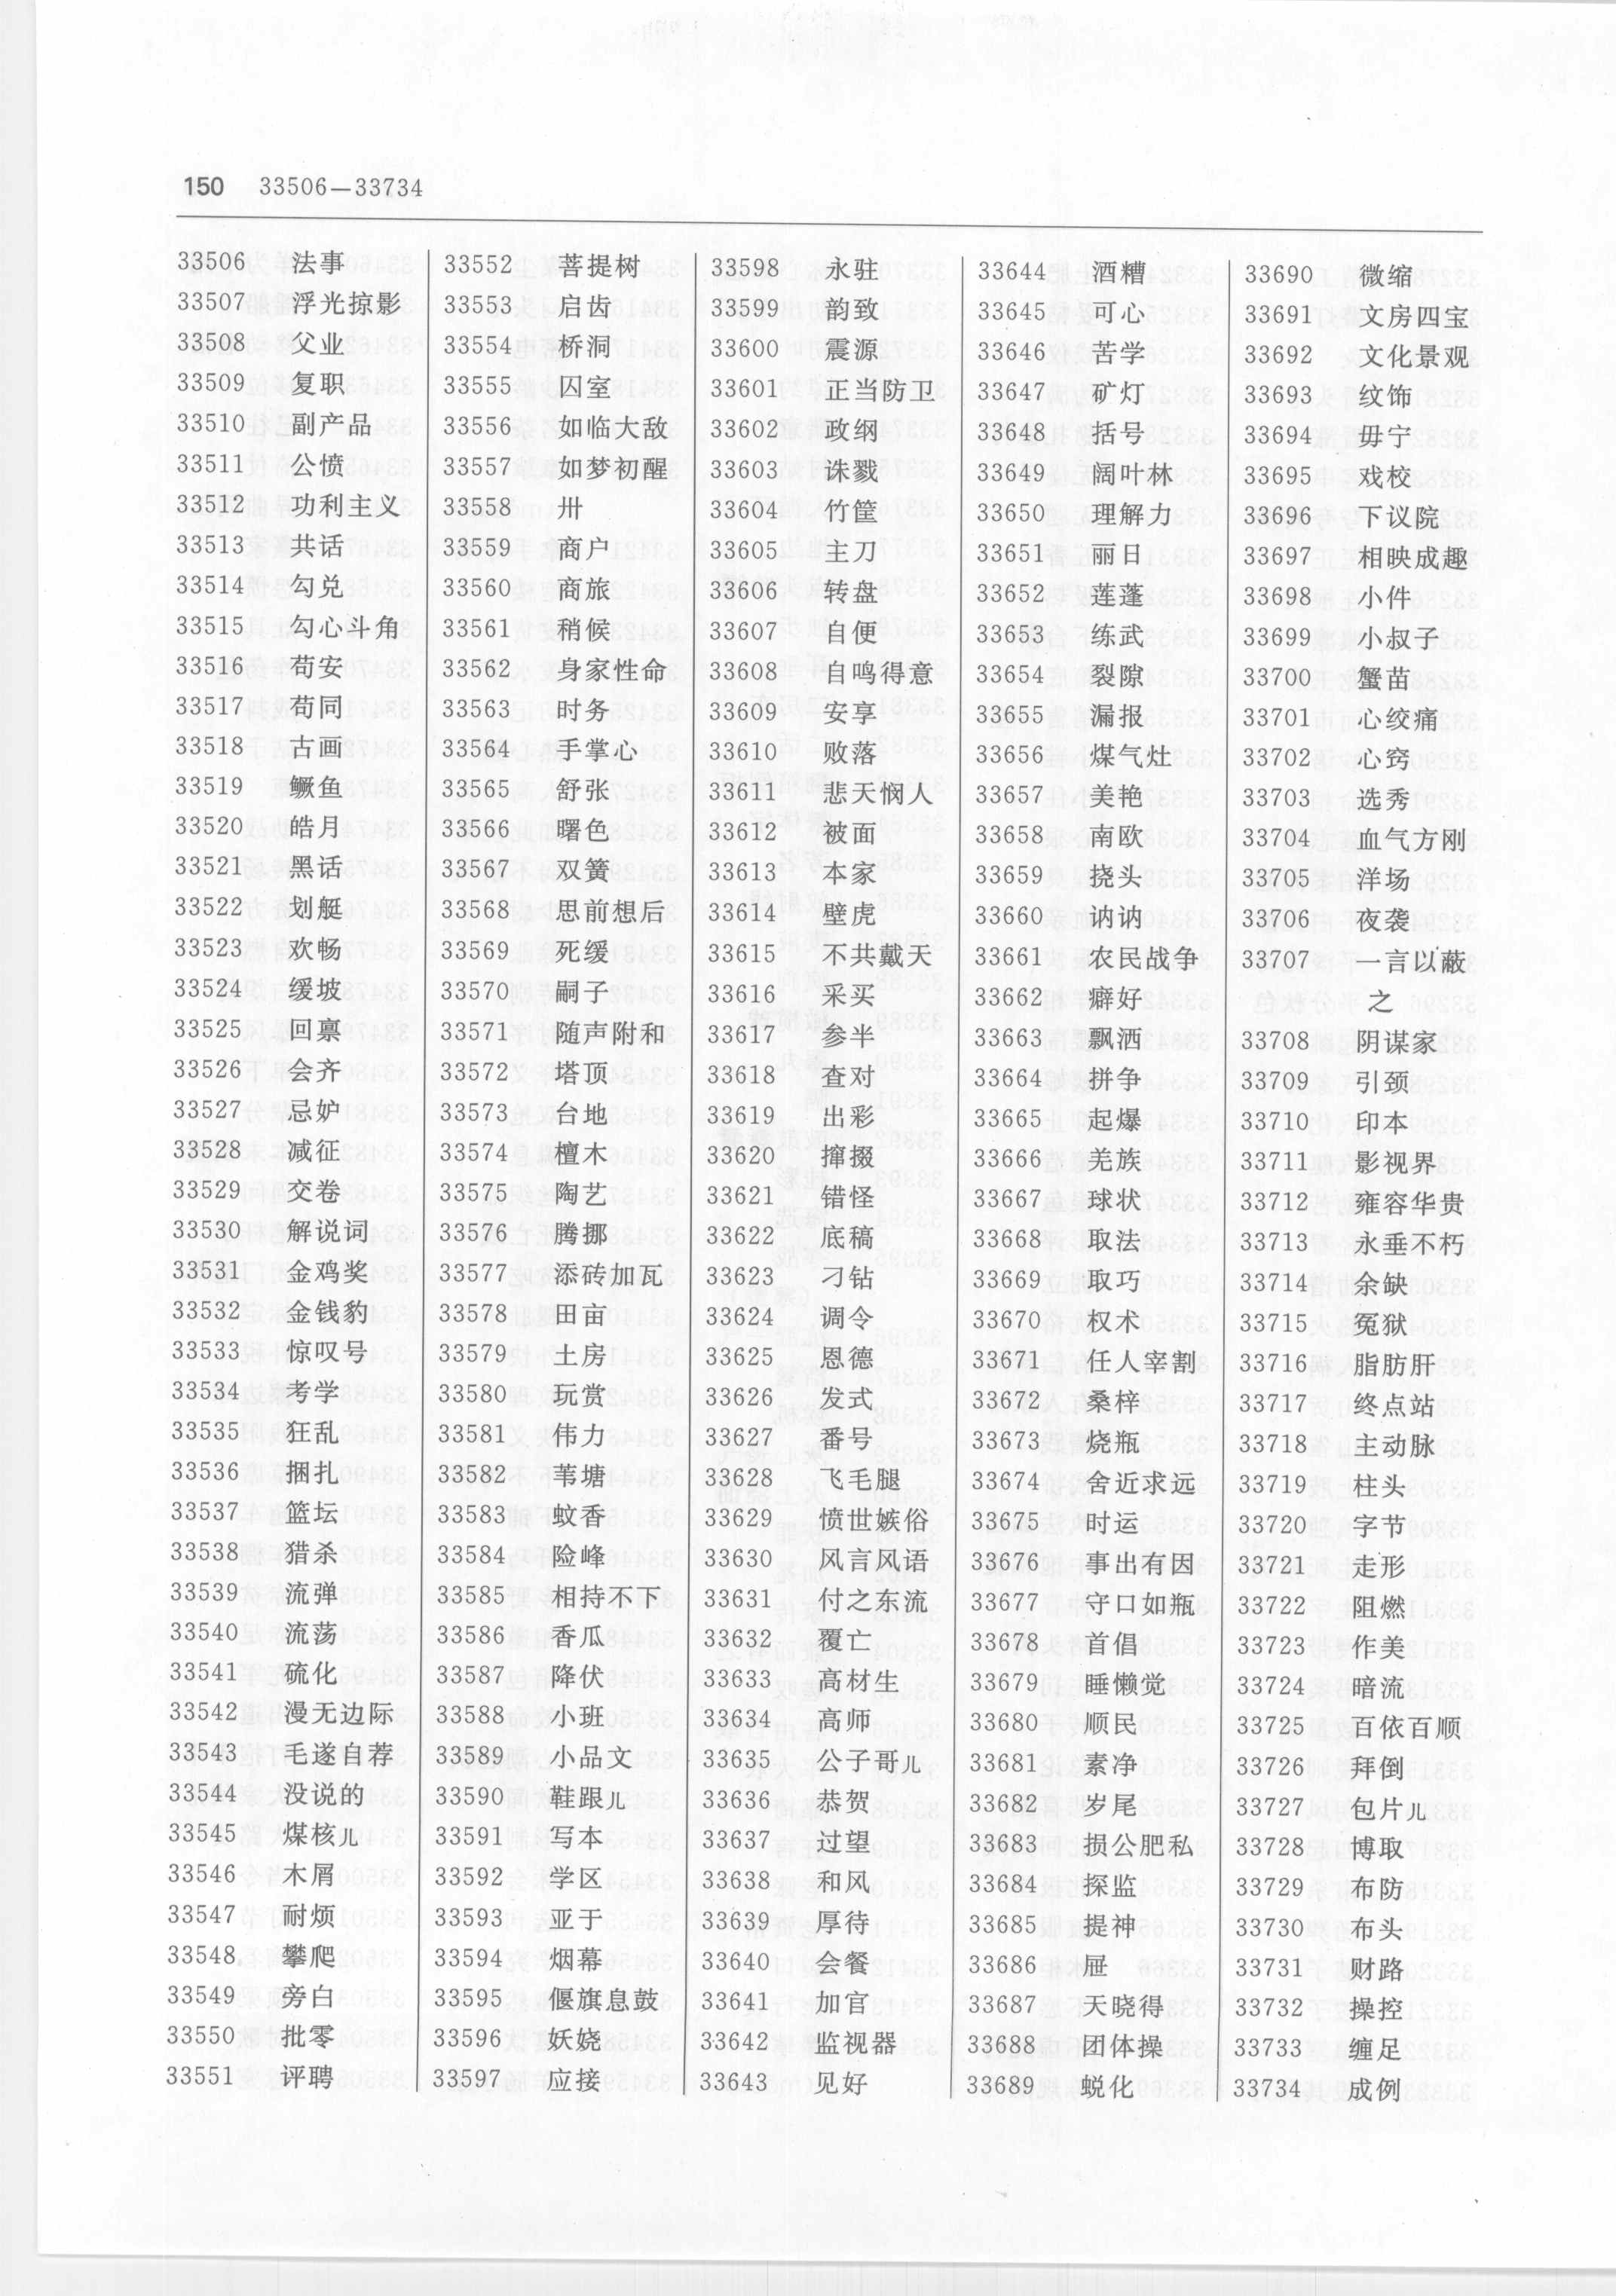 150 33506—33734
33506 法事
33507 浮光掠影
33508 父业
33509 复职
33510 副产品
33511 公愤
33512 功利主义
33513 共话
33514 勾兑
33515 勾心斗角
33516 苟安
33517 苟同
33518 古画
33519 鳜鱼
33520 皓月
33521 黑话
33522 划艇
33523 欢畅
33524 缓坡
33525 回禀
33526 会齐
33527 忌妒
33528 减征
33529 交卷
33530 解说词
33531 金鸡奖
33532 金钱豹
33533 惊叹号
33534 考学
33535 狂乱
33536 捆扎
33537 篮坛
33538 猎杀
33539 流弹
33540 流荡
33541 硫化
33542 漫无边际
33543 毛遂自荐
33544 没说的
33545 煤核儿
33546 木屑
33547 耐烦
33548 攀爬
33549 旁白
33550 批零
33551 评聘
33552 菩提树
33553 启齿
33554 桥洞
33555 囚室
33556 如临大敌
33557 如梦初醒
33558 卅
33559 商户
33560 商旅
33561 稍候
33562 身家性命
33563 时务
33564 手掌心
33565 舒张
33566 曙色
33567 双簧
33568 思前想后
33569 死缓
33570 嗣子
33571 随声附和
33572 塔顶
33573 台地
33574 檀木
33575 陶艺
33576 腾挪
33577 添砖加瓦
33578 田亩
33579 土房
33580 玩赏
33581 伟力
33582 苇塘
33583 蚊香
33584 险峰
33585 相持不下
33586 香瓜
33587 降伏
33588 小班
33589 小品文
33590 鞋跟儿
33591 写本
33592 学区
33593 亚于
33594 烟幕
33595 偃旗息鼓
33596 妖娆
33597 应接
33598 永驻
33599 韵致
33600 震源
33601 正当防卫
33602 政纲
33603 诛戮
33604 竹筐
33605 主刀
33606 转盘
33607 自便
33608 自鸣得意
33609 安享
33610 败落
33611 悲天悯人
33612 被面
33613 本家
33614 壁虎
33615 不共戴天
33616 采买
33617 参半
33618 查对
33619 出彩
33620 撺掇
33621 错怪
33622 底稿
33623 刁钻
33624 调令
33625 恩德
33626 发式
33627 番号
33628 飞毛腿
33629 愤世嫉俗
33630 风言风语
33631 付之东流
33632 覆亡
33633 高材生
33634 高师
33635 公子哥儿
33636 恭贺
33637 过望
33638 和风
33639 厚待
33640 会餐
33641 加官
33642 监视器
33643 见好
33644 酒糟
33645 可心
33646 苦学
33647 矿灯
33648 括号
33649 阔叶林
33650 理解力
33651 丽日
33652 莲蓬
33653 练武
33654 裂隙
33655 漏报
33656 煤气灶
33657 美艳
33658 南欧
33659 挠头
33660 讷讷
33661 农民战争
33662 癖好
33663 飘洒
33664 拼争
33665 起爆
33666 羌族
33667 球状
33668 取法
33669 取巧
33670 权术
33671 任人宰割
33672 桑梓
33673 烧瓶
33674 舍近求远
33675 时运
33676 事出有因
33677 守口如瓶
33678 首倡
33679 睡懒觉
33680 顺民
33681 素净
33682 岁尾
33683 损公肥私
33684 探监
33685 提神
33686 屉
33687 天晓得
33688 团体操
33689 蜕化
33690 微缩
33691 文房四宝
33692 文化景观
33693 纹饰
33694 毋宁
33695 戏校
33696 下议院
33697 相映成趣
33698 小件
33699 小叔子
33700 蟹苗
33701 心绞痛
33702 心窍
33703 选秀
33704 血气方刚
33705 洋场
33706 夜袭
33707 一言以蔽
之
33708 阴谋家
33709 引颈
33710 印本
33711 影视界
33712 雍容华贵
33713 永垂不朽
33714 余缺
33715 冤狱
33716 脂肪肝
33717 终点站
33718 主动脉
33719 柱头
33720 字节
33721 走形
33722 阻燃
33723 作美
33724 暗流
33725 百依百顺
33726 拜倒
33727 包片儿
33728 博取
33729 布防
33730 布头
33731 财路
33732 操控
33733 缠足
33734 成例